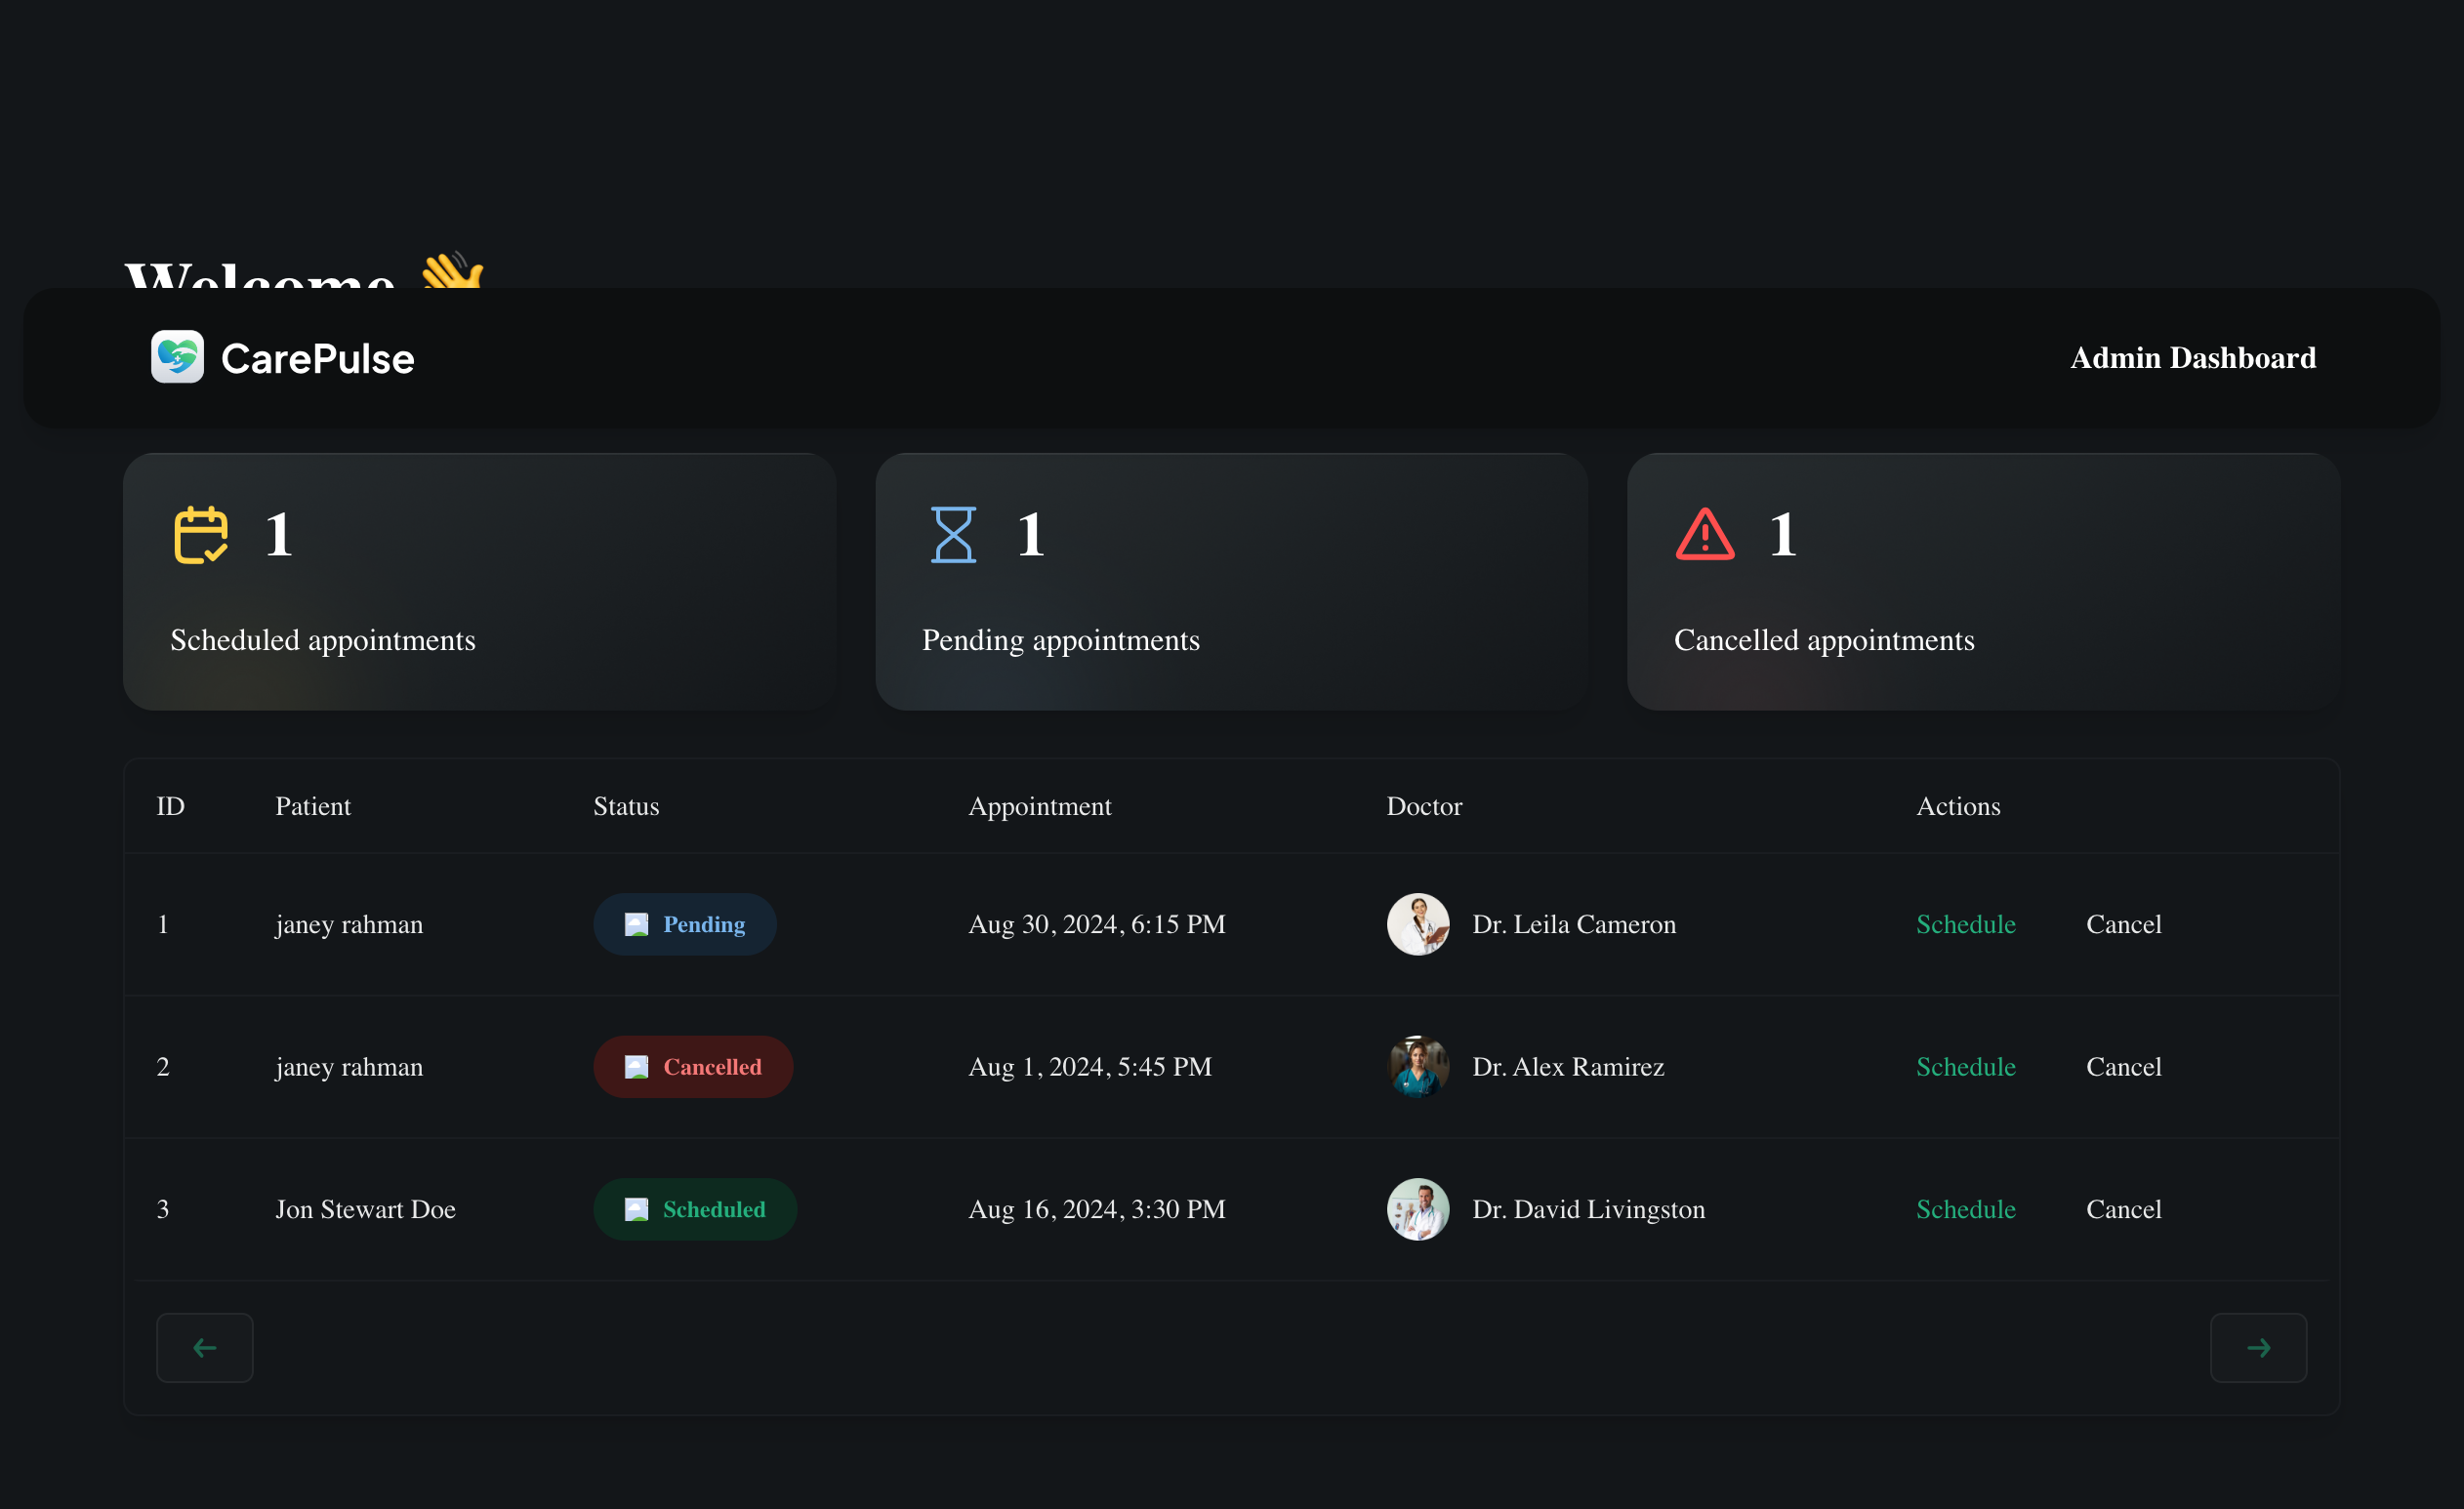 Welcome 👋
CarePulse
Admin Dashboard
1
Scheduled appointments
1
Pending appointments
1
Cancelled appointments
ID Patient Status Appointment Doctor Actions
1 janey rahman Pending Aug 30, 2024, 6:15 PM Dr. Leila Cameron Schedule Cancel
2 janey rahman Cancelled Aug 1, 2024, 5:45 PM Dr. Alex Ramirez Schedule Cancel
3 Jon Stewart Doe Scheduled Aug 16, 2024, 3:30 PM Dr. David Livingston Schedule Cancel